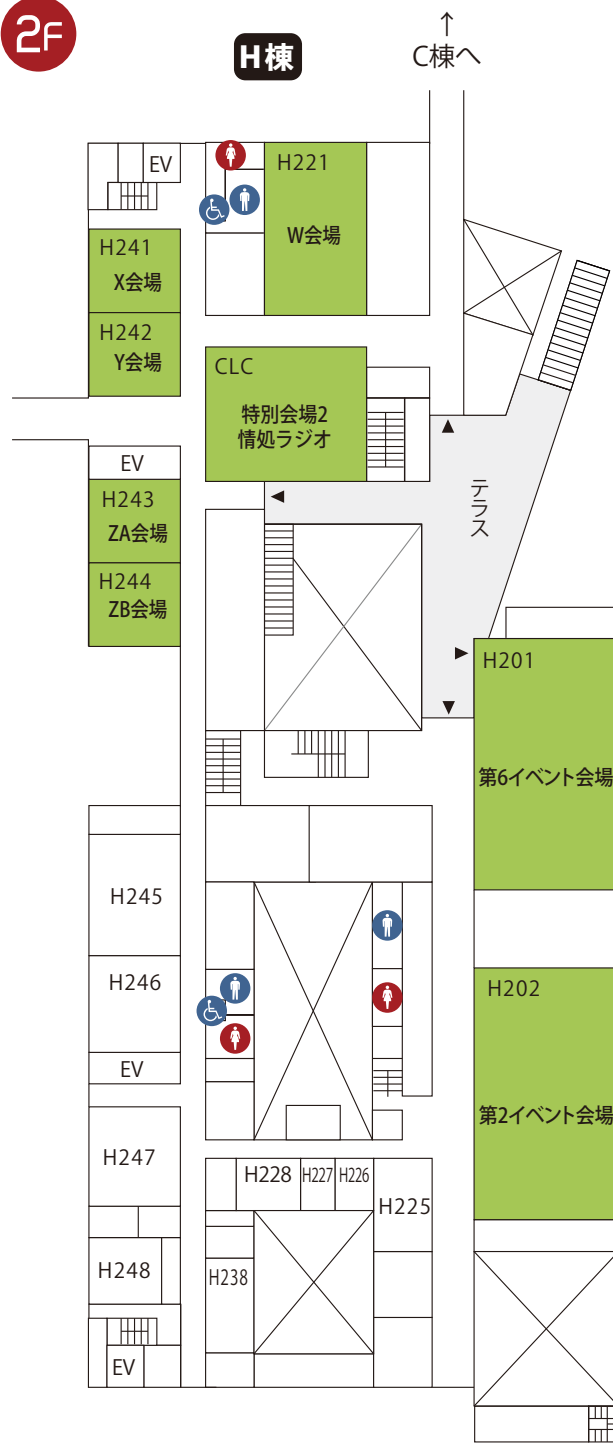 2F
H棟
↑
C棟へ
EV
H221
W会場
H241
X会場
H242
Y会場
CLC
特別会場2
情処ラジオ
EV
H243
ZA会場
H244
ZB会場
テラス
H201
第6イベント会場
H245
H246
EV
H202
第2イベント会場
H247
H228
H227
H226
H225
H248
H238
EV